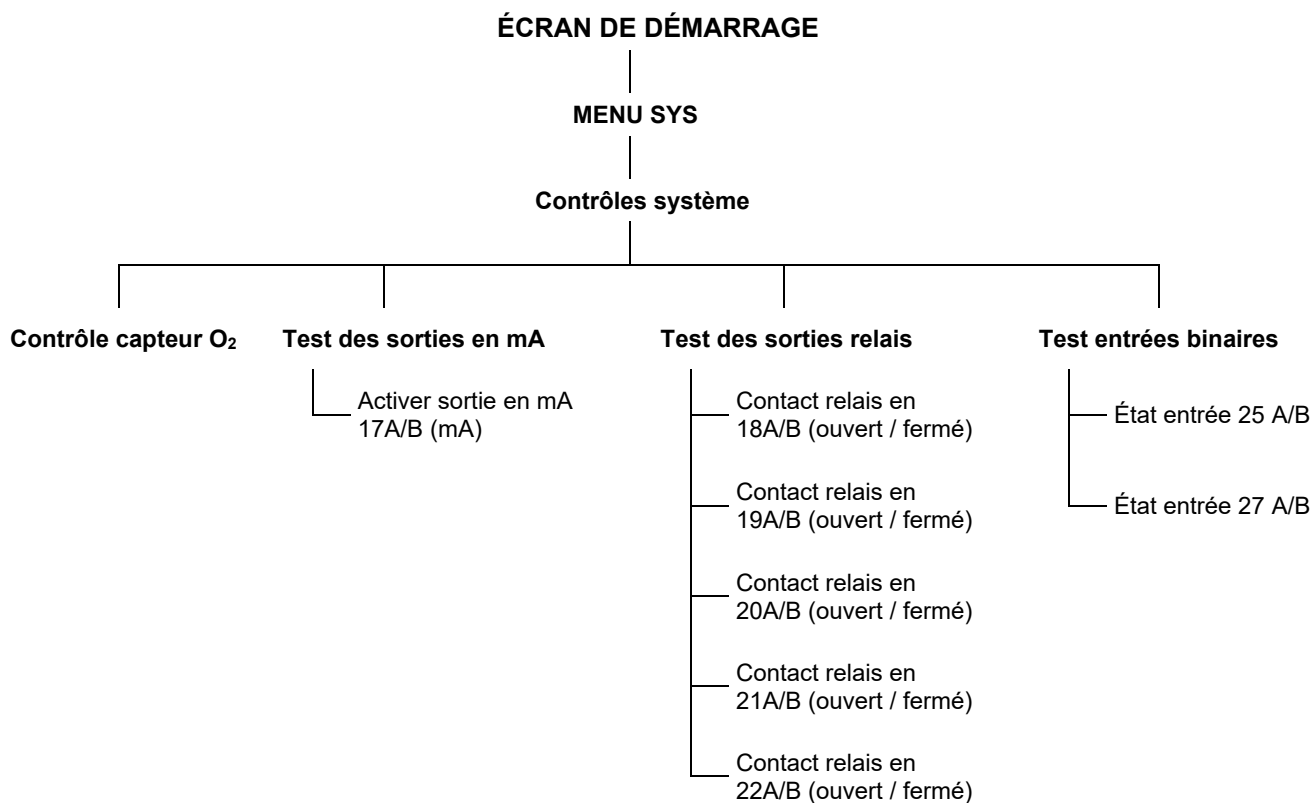 ÉCRAN DE DÉMARRAGE
MENU SYS
Contrôles système
Contrôle capteur O₂
Test des sorties en mA
Activer sortie en mA
17A/B (mA)
Test des sorties relais
Contact relais en
18A/B (ouvert / fermé)
Contact relais en
19A/B (ouvert / fermé)
Contact relais en
20A/B (ouvert / fermé)
Contact relais en
21A/B (ouvert / fermé)
Contact relais en
22A/B (ouvert / fermé)
Test entrées binaires
État entrée 25 A/B
État entrée 27 A/B